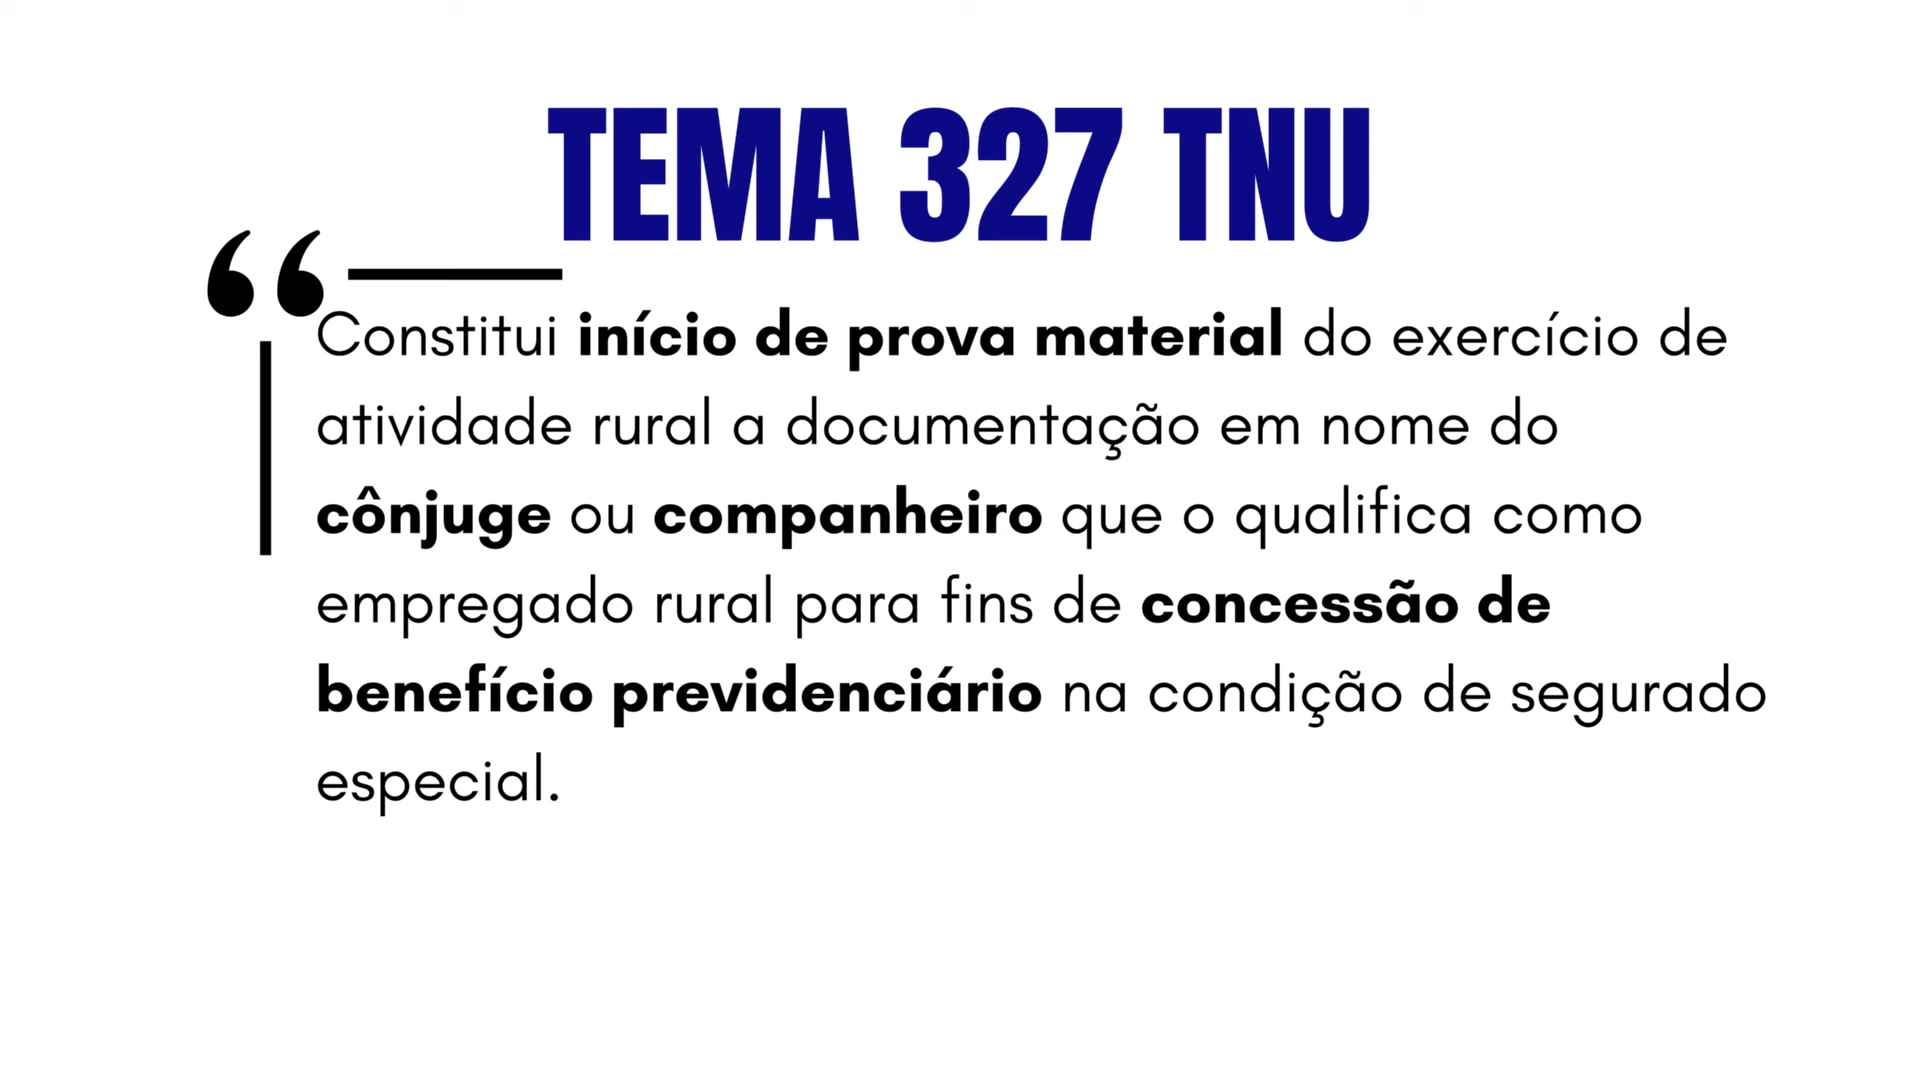 TEMA 327 TNU
“
Constitui início de prova material do exercício de
atividade rural a documentação em nome do
cônjuge ou companheiro que o qualifica como
empregado rural para fins de concessão de
benefício previdenciário na condição de segurado
especial.